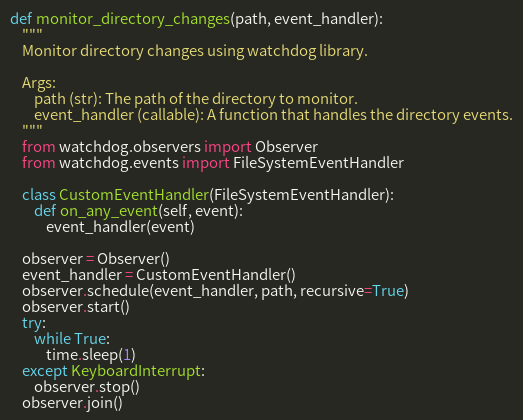 def monitor_directory_changes(path, event_handler):
    """
    Monitor directory changes using watchdog library.

    Args:
        path (str): The path of the directory to monitor.
        event_handler (callable): A function that handles the directory events.
    """
    from watchdog.observers import Observer
    from watchdog.events import FileSystemEventHandler

    class CustomEventHandler(FileSystemEventHandler):
        def on_any_event(self, event):
            event_handler(event)

    observer = Observer()
    event_handler = CustomEventHandler()
    observer.schedule(event_handler, path, recursive=True)
    observer.start()
    try:
        while True:
            time.sleep(1)
    except KeyboardInterrupt:
        observer.stop()
    observer.join()